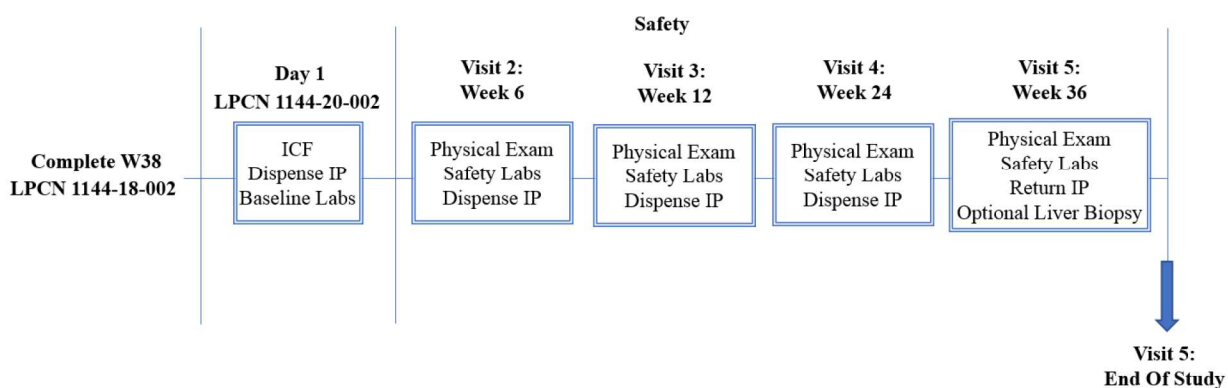 Safety
Complete W38
LPCN 1144-18-002
Day 1
LPCN 1144-20-002
ICF
Dispense IP
Baseline Labs
Visit 2:
Week 6
Physical Exam
Safety Labs
Dispense IP
Visit 3:
Week 12
Physical Exam
Safety Labs
Dispense IP
Visit 4:
Week 24
Physical Exam
Safety Labs
Dispense IP
Visit 5:
Week 36
Physical Exam
Safety Labs
Return IP
Optional Liver Biopsy
Visit 5:
End Of Study